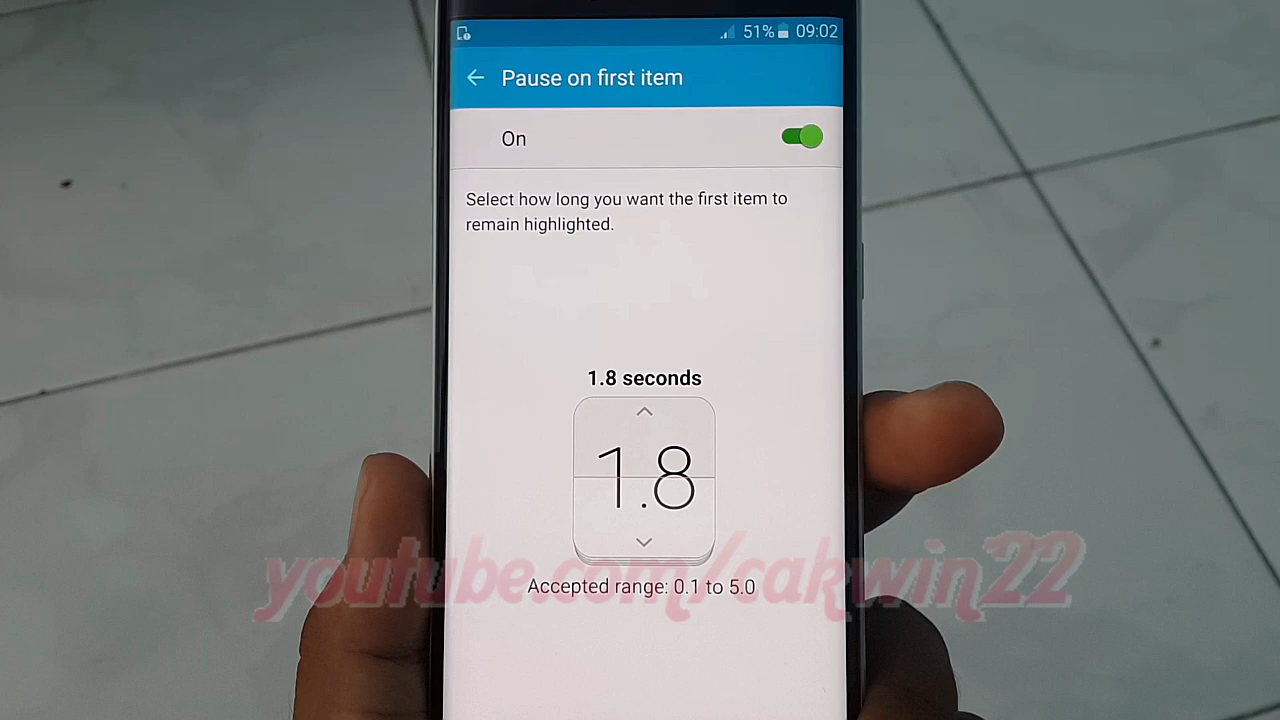 51% 09:02
Pause on first item
On
Select how long you want the first item to
remain highlighted.
1.8 seconds
1.8
youtube.com/cakwin22
Accepted range: 0.1 to 5.0